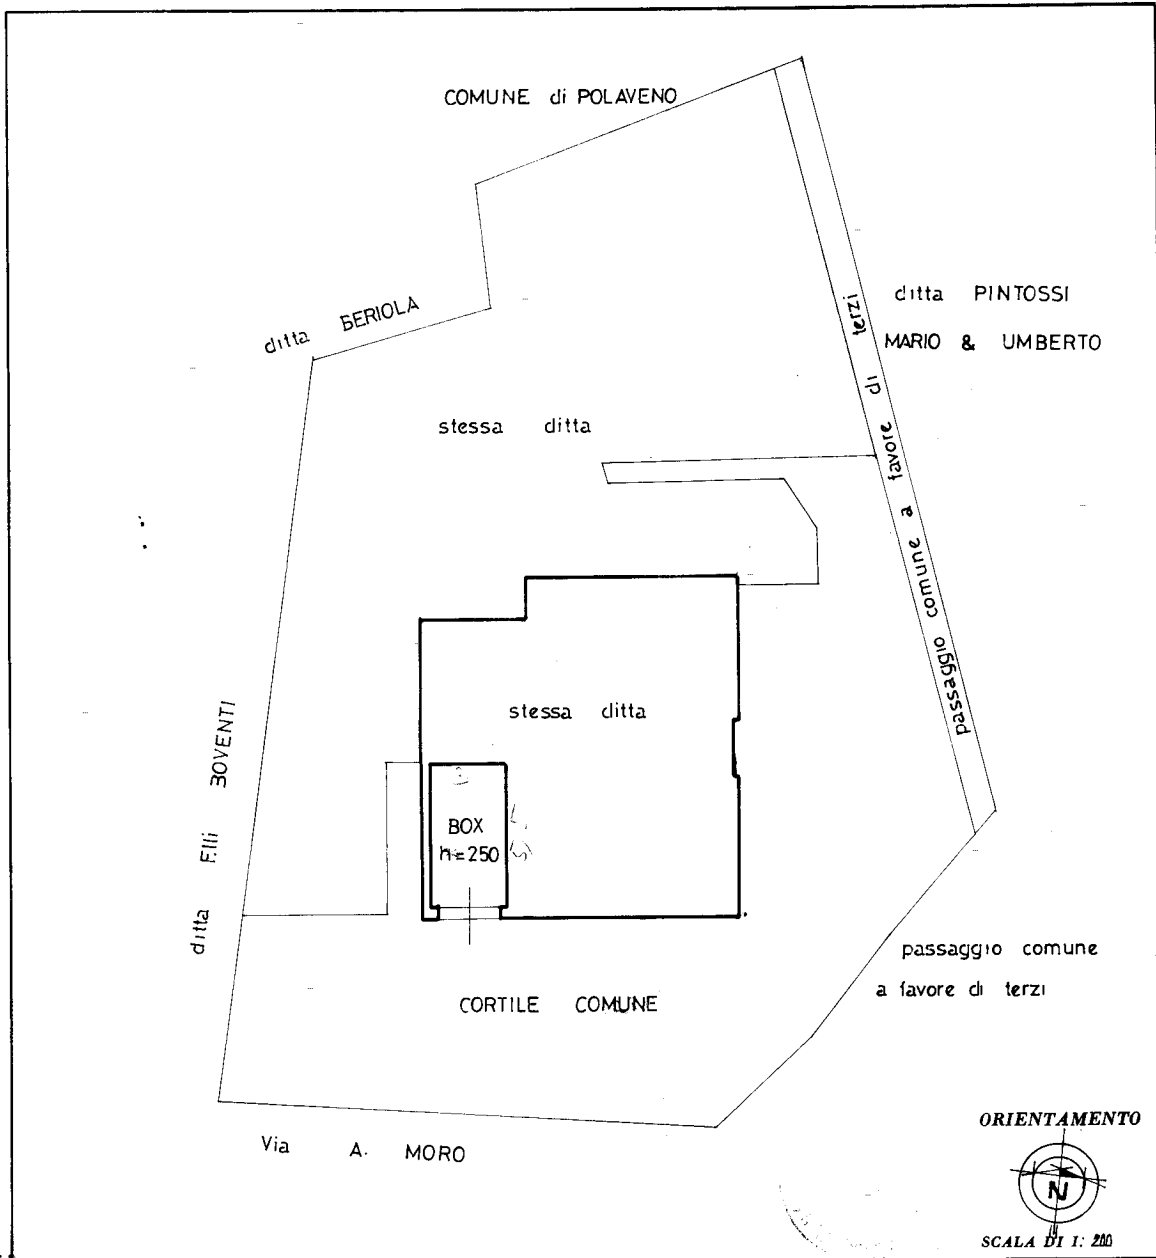 COMUNE di POLAVENO
ditta BERIOLA
ditta PINTOSSI
MARIO & UMBERTO
stessa ditta
passaggio comune a favore di terzi
stessa ditta
ditta F.lli BOVENTI
BOX
h=250
passaggio comune
a favore di terzi
CORTILE COMUNE
Via A. MORO
ORIENTAMENTO
N
SCALA DI 1: 200